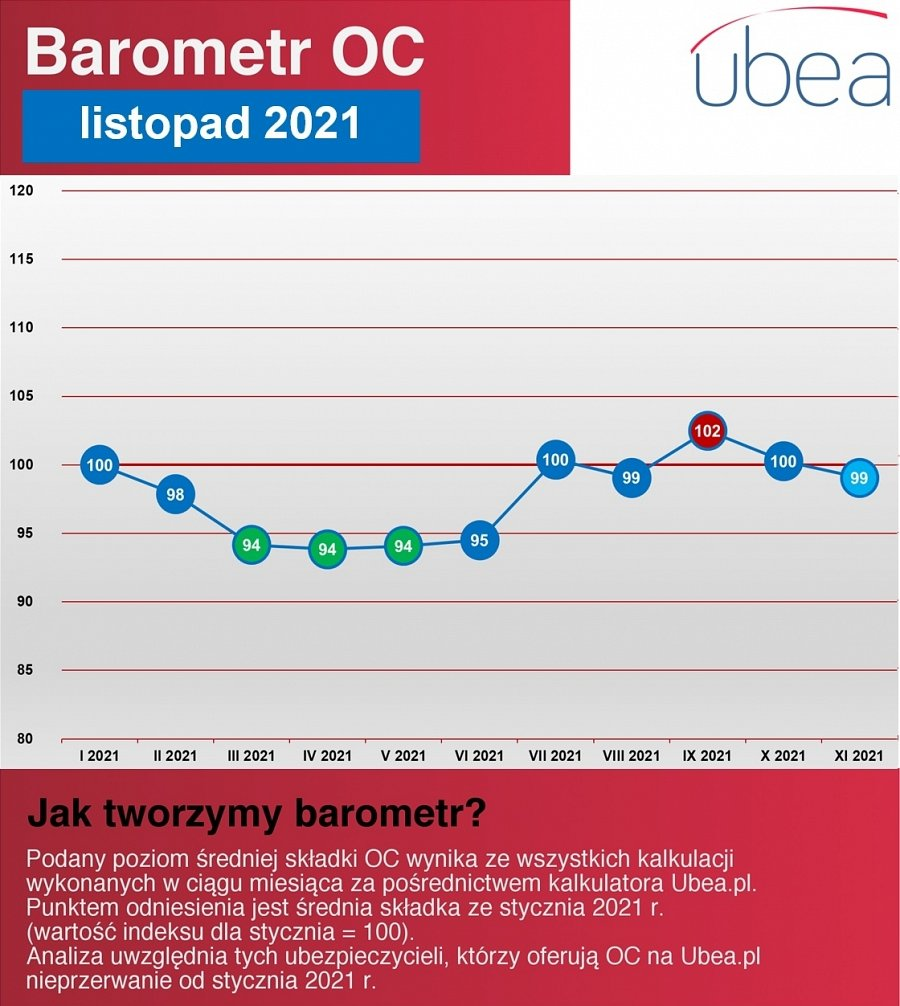 Barometr OC
listopad 2021
ubea
120
115
110
105
100
95
90
85
80
100
98
94
94
94
95
100
99
102
100
99
I 2021 II 2021 III 2021 IV 2021 V 2021 VI 2021 VII 2021 VIII 2021 IX 2021 X 2021 XI 2021
Jak tworzymy barometr?
Podany poziom średniej składki OC wynika ze wszystkich kalkulacji
wykonanych w ciągu miesiąca za pośrednictwem kalkulatora Ubea.pl.
Punktem odniesienia jest średnia składka ze stycznia 2021 r.
(wartość indeksu dla stycznia = 100).
Analiza uwzględnia tych ubezpieczycieli, którzy oferują OC na Ubea.pl
nieprzerwanie od stycznia 2021 r.